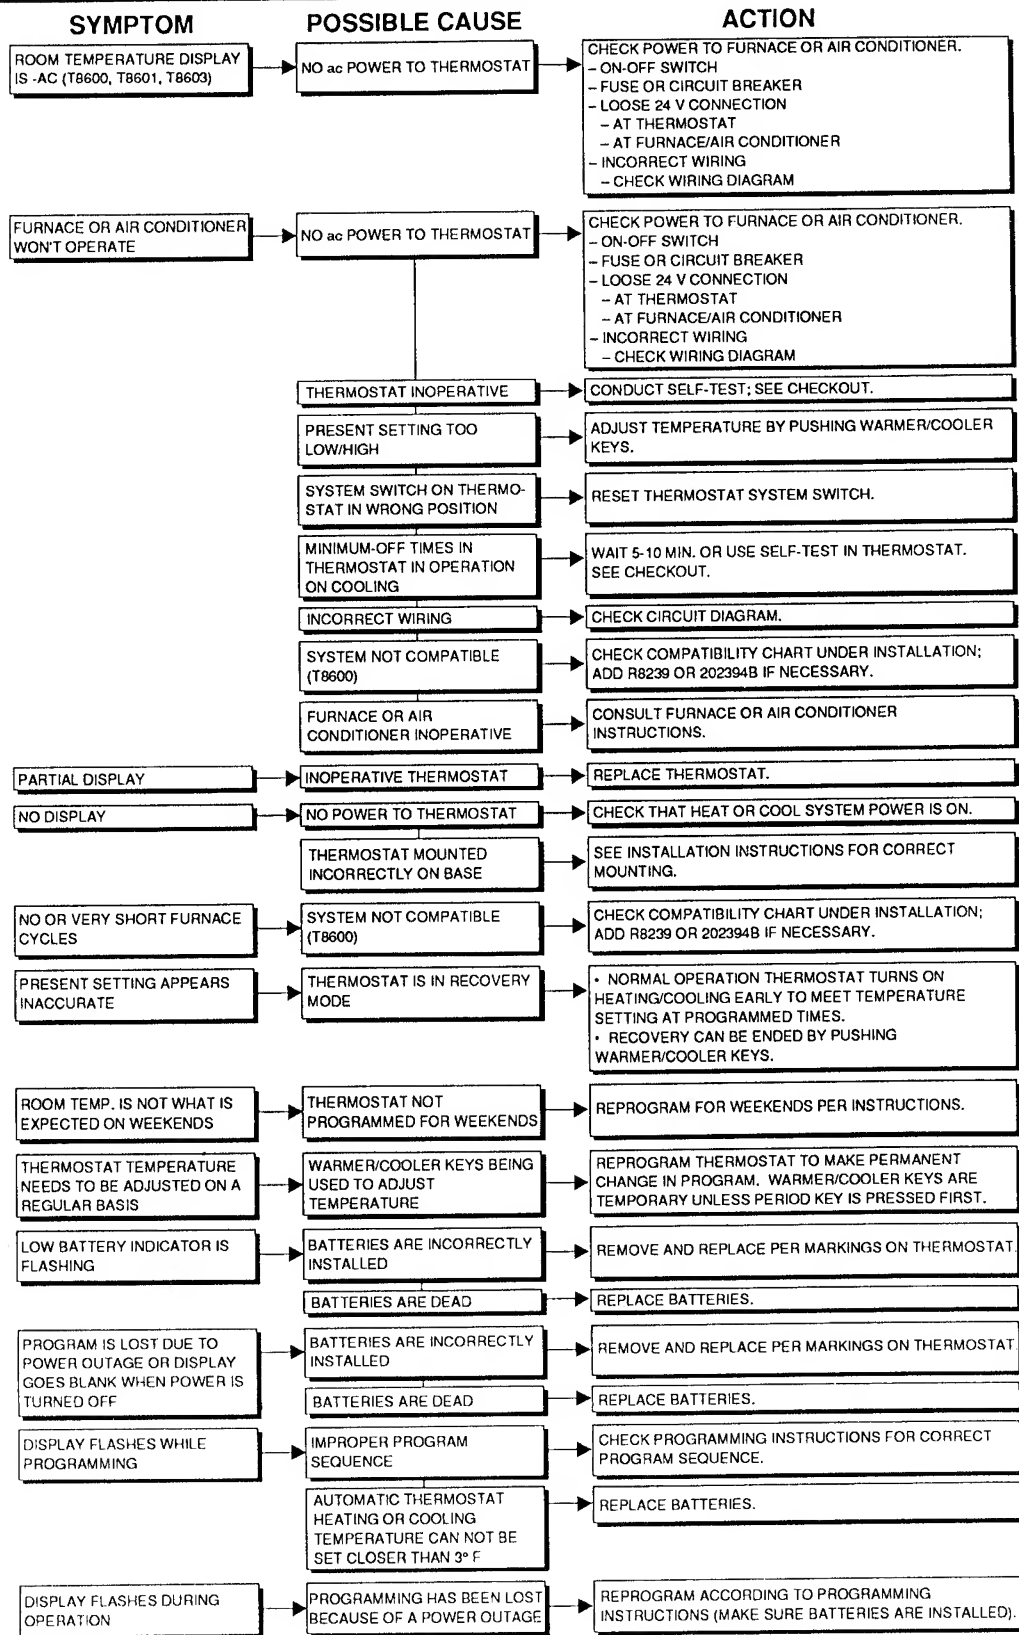 SYMPTOM
POSSIBLE CAUSE
ACTION
ROOM TEMPERATURE DISPLAY
IS -AC (T8600, T8601, T8603)
NO ac POWER TO THERMOSTAT
CHECK POWER TO FURNACE OR AIR CONDITIONER.
– ON-OFF SWITCH
– FUSE OR CIRCUIT BREAKER
– LOOSE 24 V CONNECTION
– AT THERMOSTAT
– AT FURNACE/AIR CONDITIONER
– INCORRECT WIRING
– CHECK WIRING DIAGRAM
FURNACE OR AIR CONDITIONER
WON'T OPERATE
NO ac POWER TO THERMOSTAT
CHECK POWER TO FURNACE OR AIR CONDITIONER.
– ON-OFF SWITCH
– FUSE OR CIRCUIT BREAKER
– LOOSE 24 V CONNECTION
– AT THERMOSTAT
– AT FURNACE/AIR CONDITIONER
– INCORRECT WIRING
– CHECK WIRING DIAGRAM
THERMOSTAT INOPERATIVE
CONDUCT SELF-TEST; SEE CHECKOUT.
PRESENT SETTING TOO
LOW/HIGH
ADJUST TEMPERATURE BY PUSHING WARMER/COOLER
KEYS.
SYSTEM SWITCH ON THERMO-
STAT IN WRONG POSITION
RESET THERMOSTAT SYSTEM SWITCH.
MINIMUM-OFF TIMES IN
THERMOSTAT IN OPERATION
ON COOLING
WAIT 5-10 MIN. OR USE SELF-TEST IN THERMOSTAT.
SEE CHECKOUT.
INCORRECT WIRING
CHECK CIRCUIT DIAGRAM.
SYSTEM NOT COMPATIBLE
(T8600)
CHECK COMPATIBILITY CHART UNDER INSTALLATION;
ADD R8239 OR 202394B IF NECESSARY.
FURNACE OR AIR
CONDITIONER INOPERATIVE
CONSULT FURNACE OR AIR CONDITIONER
INSTRUCTIONS.
PARTIAL DISPLAY
INOPERATIVE THERMOSTAT
REPLACE THERMOSTAT.
NO DISPLAY
NO POWER TO THERMOSTAT
CHECK THAT HEAT OR COOL SYSTEM POWER IS ON.
THERMOSTAT MOUNTED
INCORRECTLY ON BASE
SEE INSTALLATION INSTRUCTIONS FOR CORRECT
MOUNTING.
NO OR VERY SHORT FURNACE
CYCLES
SYSTEM NOT COMPATIBLE
(T8600)
CHECK COMPATIBILITY CHART UNDER INSTALLATION;
ADD R8239 OR 202394B IF NECESSARY.
PRESENT SETTING APPEARS
INACCURATE
THERMOSTAT IS IN RECOVERY
MODE
• NORMAL OPERATION THERMOSTAT TURNS ON
HEATING/COOLING EARLY TO MEET TEMPERATURE
SETTING AT PROGRAMMED TIMES.
• RECOVERY CAN BE ENDED BY PUSHING
WARMER/COOLER KEYS.
ROOM TEMP. IS NOT WHAT IS
EXPECTED ON WEEKENDS
THERMOSTAT NOT
PROGRAMMED FOR WEEKENDS
REPROGRAM FOR WEEKENDS PER INSTRUCTIONS.
THERMOSTAT TEMPERATURE
NEEDS TO BE ADJUSTED ON A
REGULAR BASIS
WARMER/COOLER KEYS BEING
USED TO ADJUST
TEMPERATURE
REPROGRAM THERMOSTAT TO MAKE PERMANENT
CHANGE IN PROGRAM. WARMER/COOLER KEYS ARE
TEMPORARY UNLESS PERIOD KEY IS PRESSED FIRST.
LOW BATTERY INDICATOR IS
FLASHING
BATTERIES ARE INCORRECTLY
INSTALLED
REMOVE AND REPLACE PER MARKINGS ON THERMOSTAT.
BATTERIES ARE DEAD
REPLACE BATTERIES.
PROGRAM IS LOST DUE TO
POWER OUTAGE OR DISPLAY
GOES BLANK WHEN POWER IS
TURNED OFF
BATTERIES ARE INCORRECTLY
INSTALLED
REMOVE AND REPLACE PER MARKINGS ON THERMOSTAT.
BATTERIES ARE DEAD
REPLACE BATTERIES.
DISPLAY FLASHES WHILE
PROGRAMMING
IMPROPER PROGRAM
SEQUENCE
CHECK PROGRAMMING INSTRUCTIONS FOR CORRECT
PROGRAM SEQUENCE.
AUTOMATIC THERMOSTAT
HEATING OR COOLING
TEMPERATURE CAN NOT BE
SET CLOSER THAN 3° F
REPLACE BATTERIES.
DISPLAY FLASHES DURING
OPERATION
PROGRAMMING HAS BEEN LOST
BECAUSE OF A POWER OUTAGE
REPROGRAM ACCORDING TO PROGRAMMING
INSTRUCTIONS (MAKE SURE BATTERIES ARE INSTALLED).